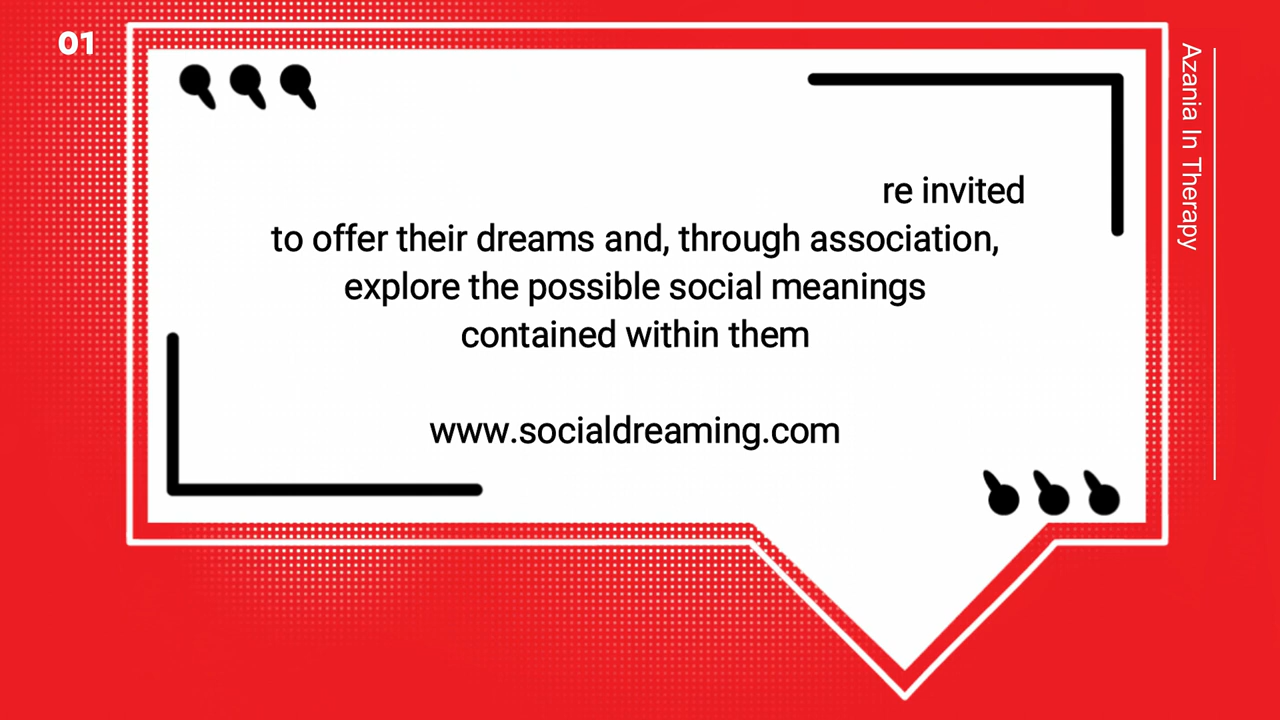 01
re invited
to offer their dreams and, through association,
explore the possible social meanings
contained within them
www.socialdreaming.com
Azania In Therapy